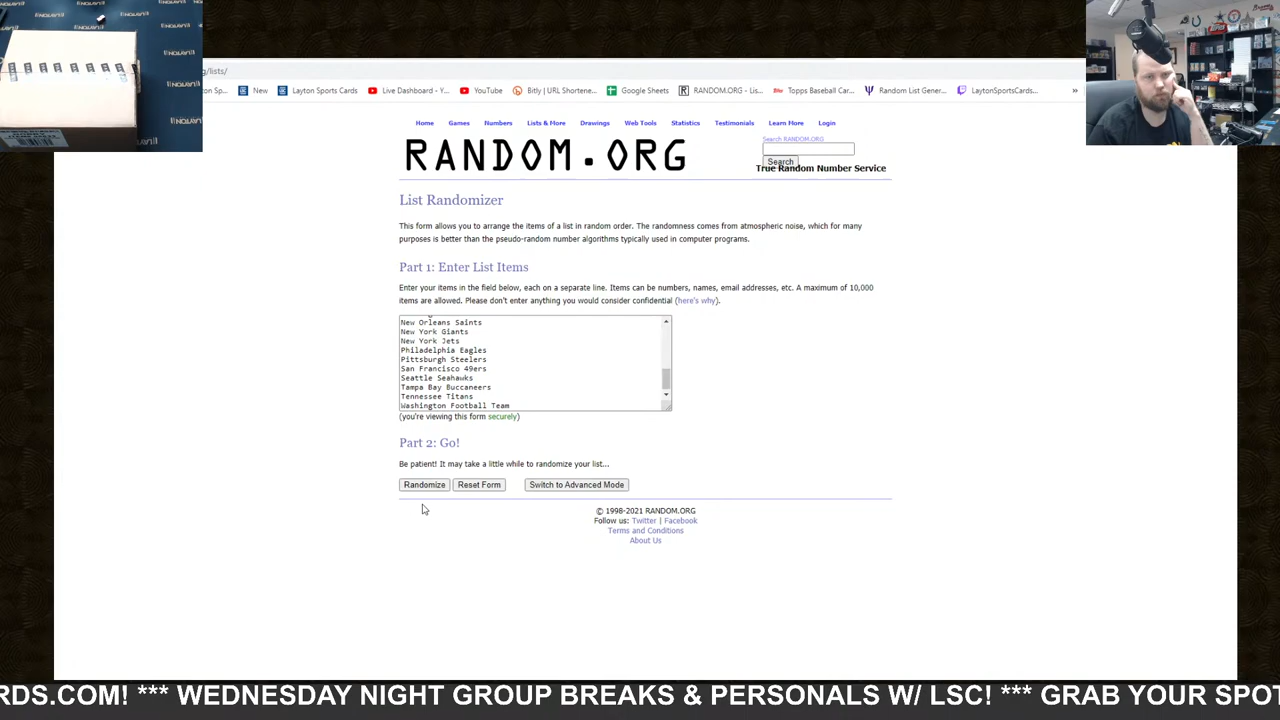 g/lists/
ton Sp...
New
Layton Sports Cards
Live Dashboard - Y...
YouTube
Bitly | URL Shortene...
Google Sheets
RANDOM.ORG - Lis...
Topps Baseball Car...
Random List Gener...
LaytonSportsCards...
»
Home Games Numbers Lists & More Drawings Web Tools Statistics Testimonials Learn More Login
Search RANDOM.ORG
RANDOM.ORG
Search
True Random Number Service
List Randomizer
This form allows you to arrange the items of a list in random order. The randomness comes from atmospheric noise, which for many
purposes is better than the pseudo-random number algorithms typically used in computer programs.
Part 1: Enter List Items
Enter your items in the field below, each on a separate line. Items can be numbers, names, email addresses, etc. A maximum of 10,000
items are allowed. Please don't enter anything you would consider confidential (here's why).
New Orleans Saints
New York Giants
New York Jets
Philadelphia Eagles
Pittsburgh Steelers
San Francisco 49ers
Seattle Seahawks
Tampa Bay Buccaneers
Tennessee Titans
Washington Football Team
(you're viewing this form securely)
Part 2: Go!
Be patient! It may take a little while to randomize your list...
Randomize Reset Form Switch to Advanced Mode
© 1998-2021 RANDOM.ORG
Follow us: Twitter | Facebook
Terms and Conditions
About Us
RDS.COM! *** WEDNESDAY NIGHT GROUP BREAKS & PERSONALS W/ LSC! *** GRAB YOUR SPOT